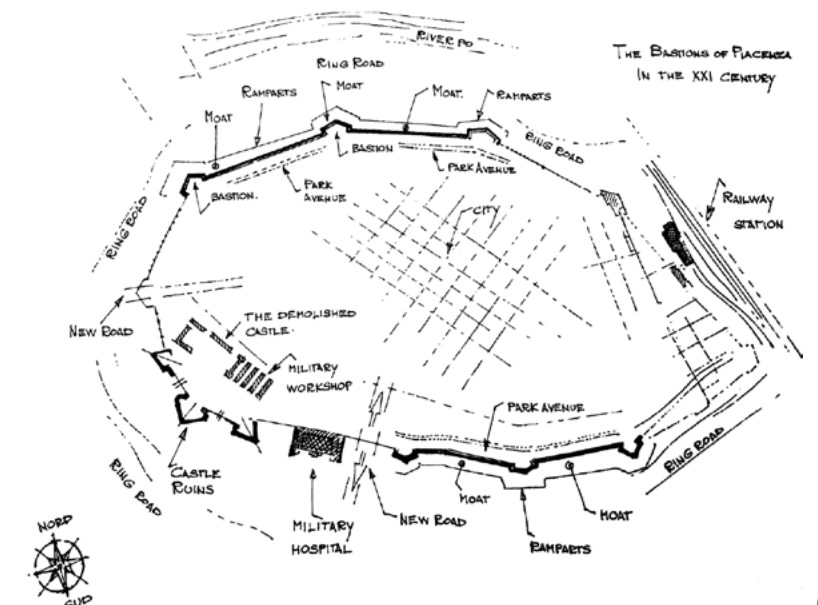 RIVER PO
THE BASTIONS OF PIACENZA
IN THE XXI CENTURY
RING ROAD
MOAT
RAMPARTS
MOAT.
RAMPARTS
MOAT
RING ROAD
BASTION
PARK AVENUE
BASTION.
PARK
AVENUE
RAILWAY
STATION
CITY
RING ROAD
NEW ROAD
THE DEMOLISHED
CASTLE.
MILITARY
WORKSHOP
PARK AVENUE
RING ROAD
CASTLE
RUINS
RING ROAD
MOAT
MOAT
NEW ROAD
MILITARY
HOSPITAL
RAMPARTS
NORD
SUD